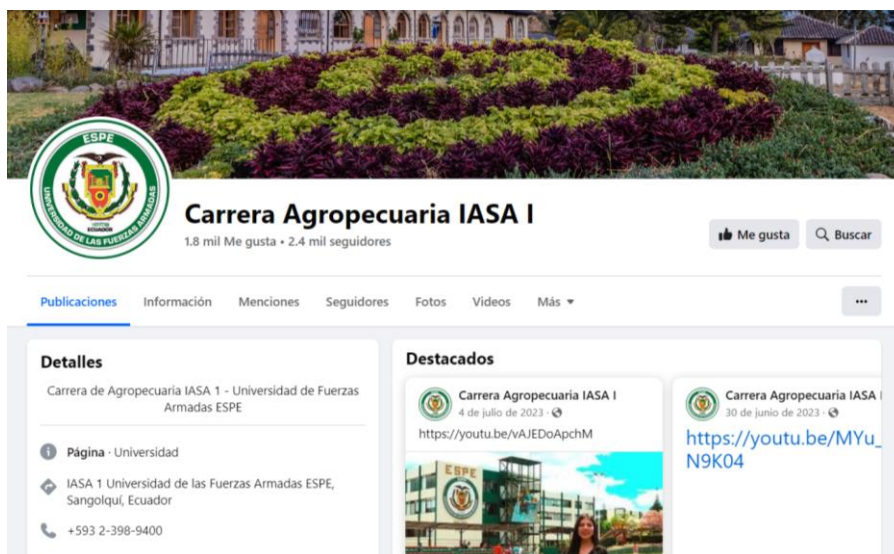 ESPE
UNIVERSIDAD DE LAS FUERZAS ARMADAS
ECUADOR
Carrera Agropecuaria IASA I
1.8 mil Me gusta • 2.4 mil seguidores
Me gusta
Buscar
Publicaciones Información Menciones Seguidores Fotos Videos Más
Detalles
Carrera de Agropecuaria IASA 1 - Universidad de Fuerzas
Armadas ESPE
Página · Universidad
IASA 1 Universidad de las Fuerzas Armadas ESPE,
Sangolquí, Ecuador
+593 2-398-9400
Destacados
Carrera Agropecuaria IASA I
4 de julio de 2023 ·
https://youtu.be/vAJEDoApchM
ESPE
Carrera Agropecuaria IASA I
30 de junio de 2023 ·
https://youtu.be/MYu_
N9K04